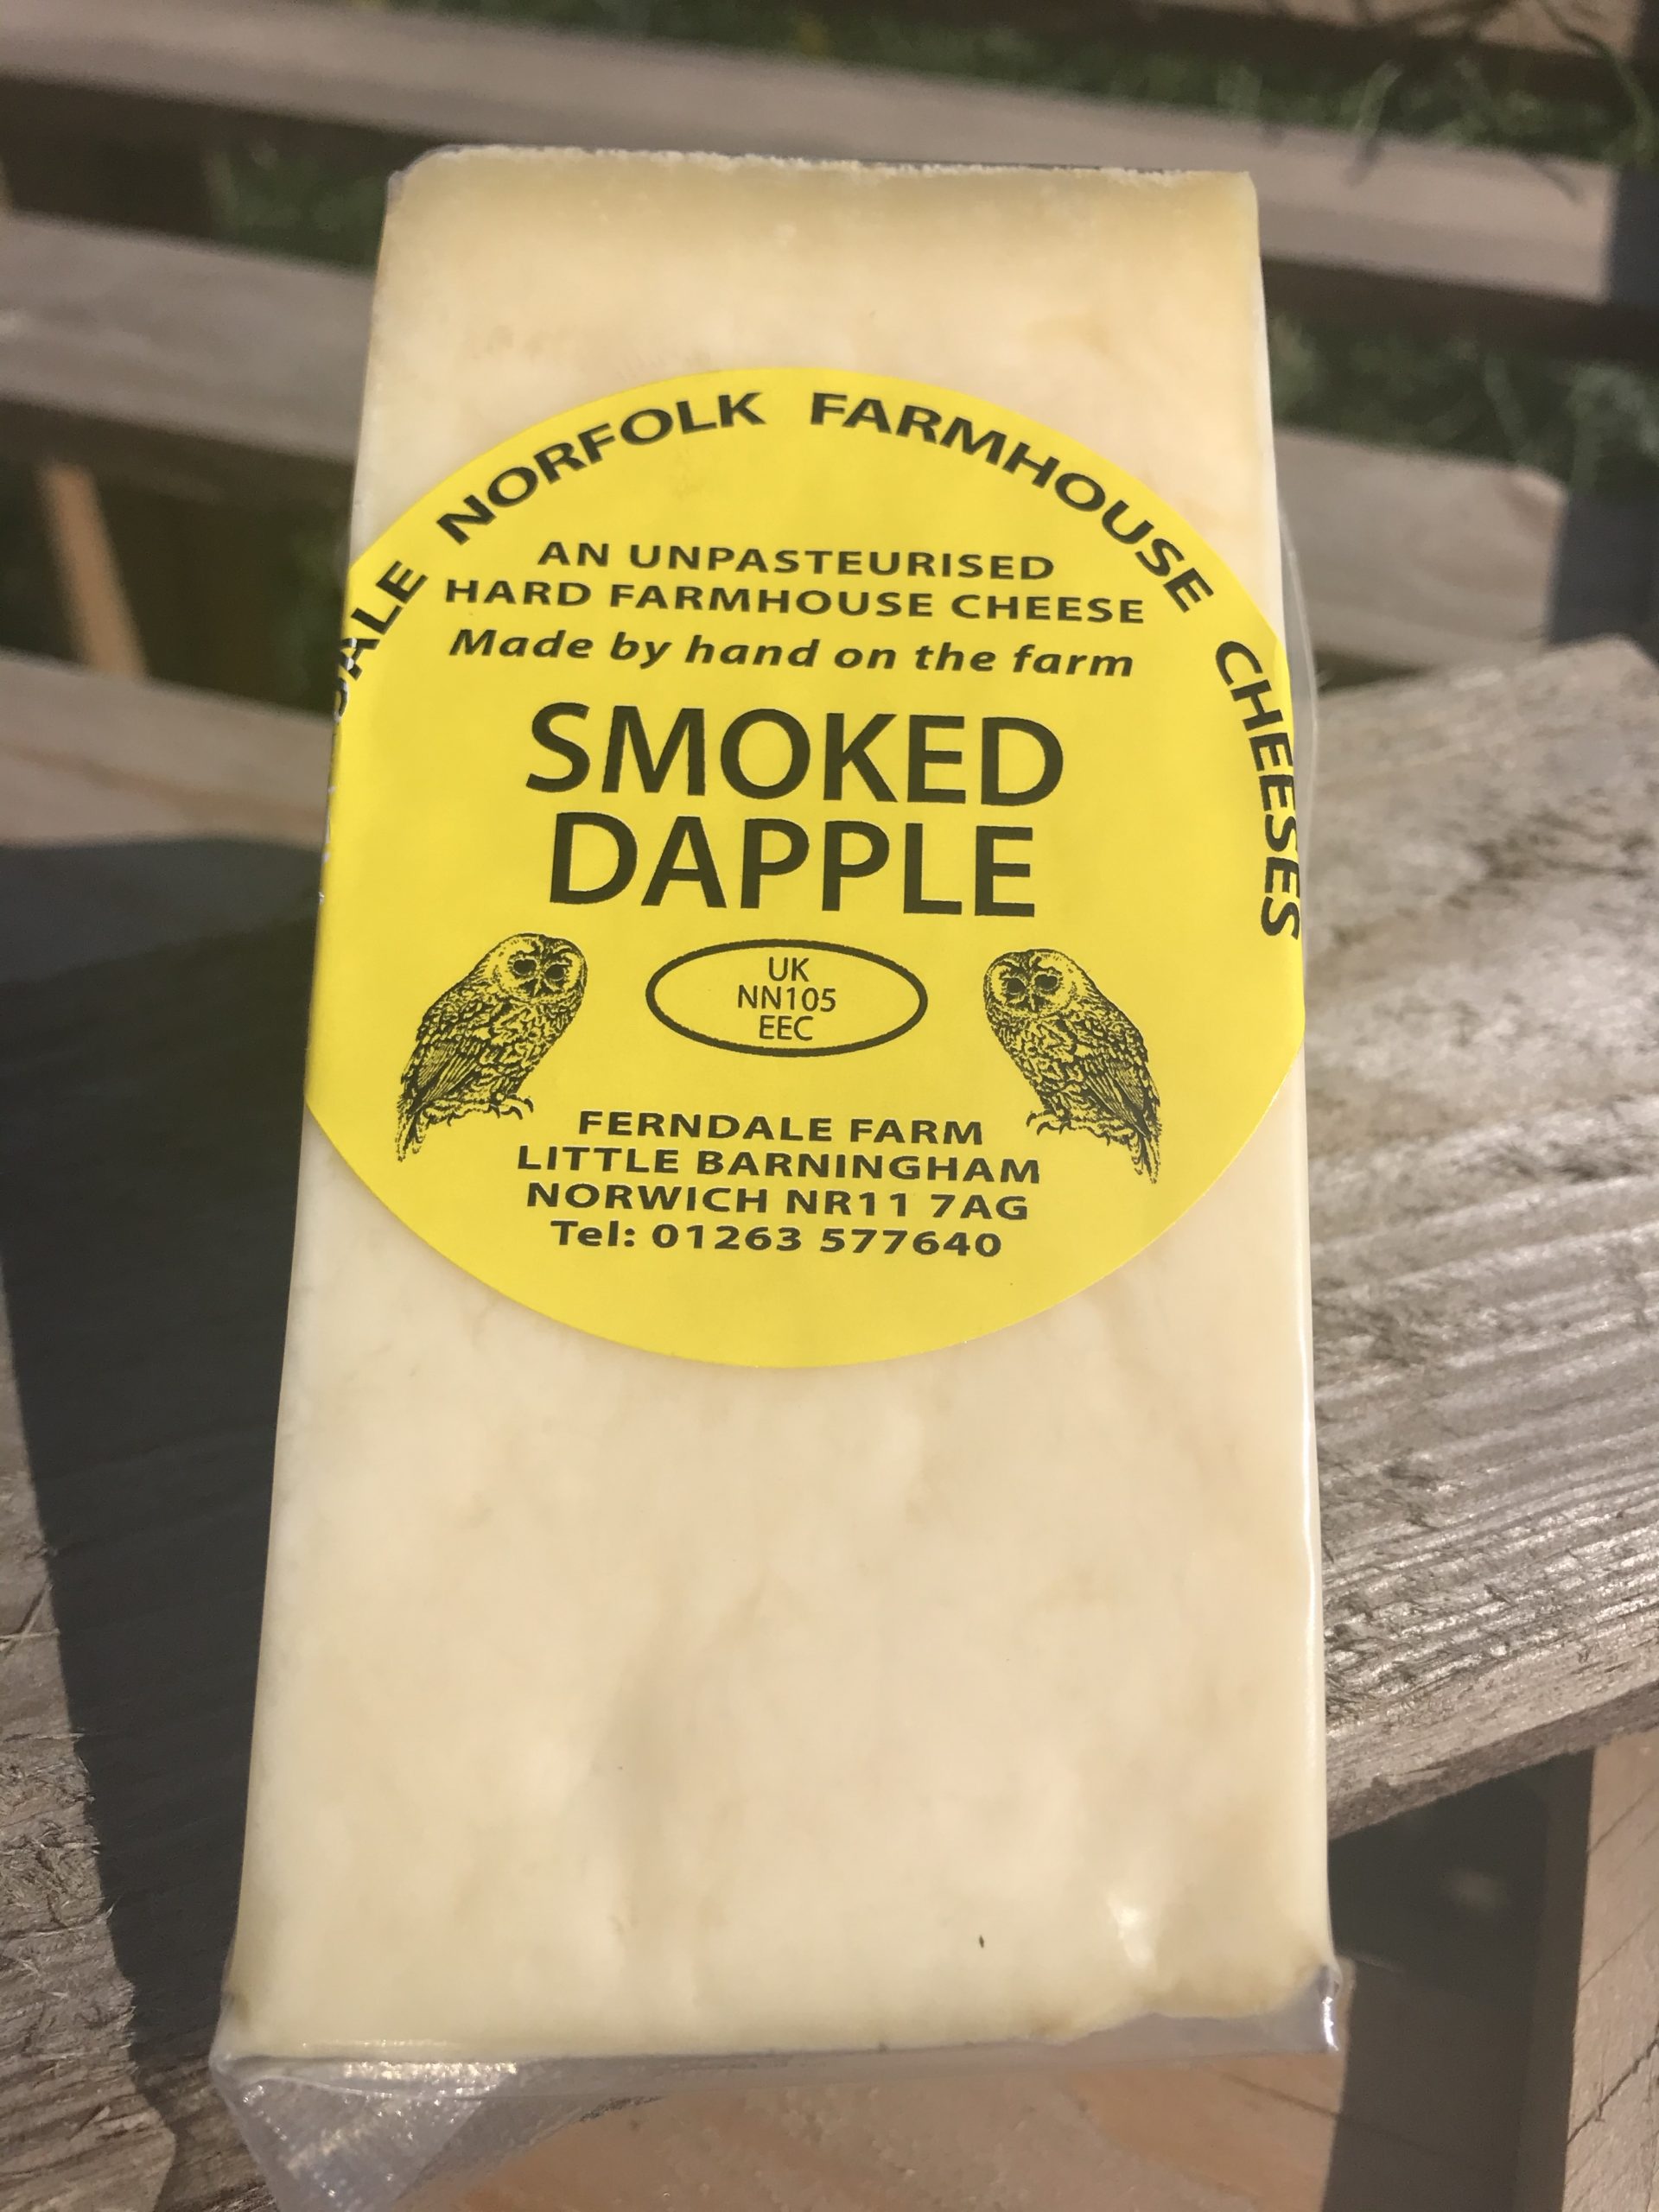 NORFOLK FARMHOUSE CHEESES
AN UNPASTEURISED
HARD FARMHOUSE CHEESE
Made by hand on the farm
SMOKED
DAPPLE
UK
NN105
EEC
FERNDALE FARM
LITTLE BARNINGHAM
NORWICH NR11 7AG
Tel: 01263 577640